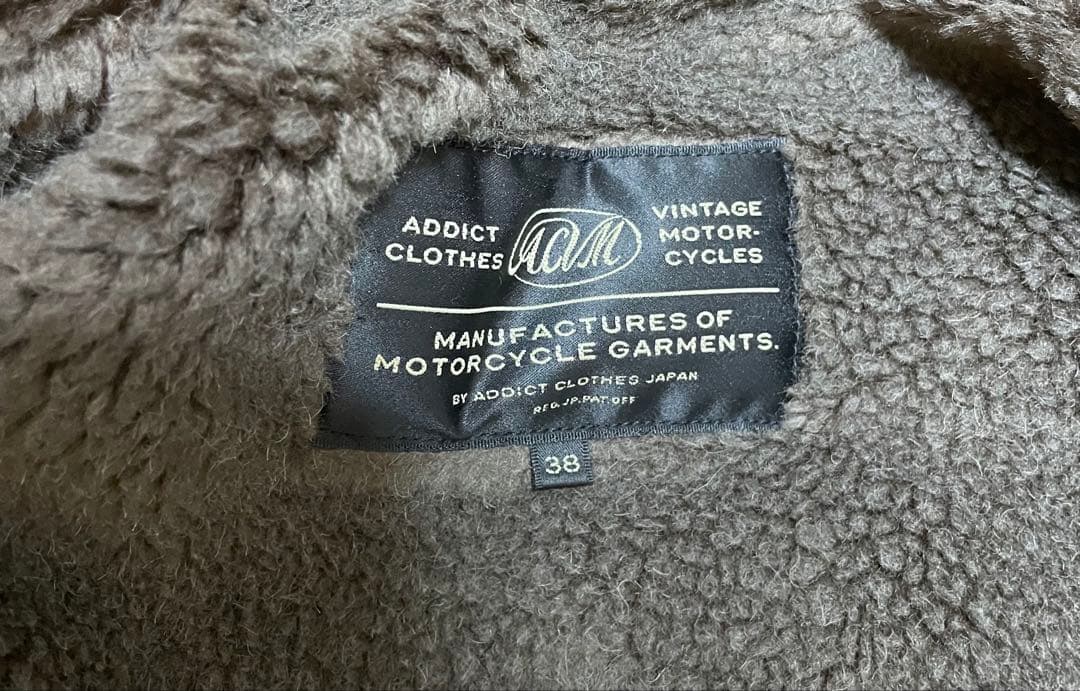 ADDICT
CLOTHES
ACVM
VINTAGE
MOTOR-
CYCLES
MANUFACTURES OF
MOTORCYCLE GARMENTS.
BY ADDICT CLOTHES JAPAN
REG.JP.PAT.OFF
38